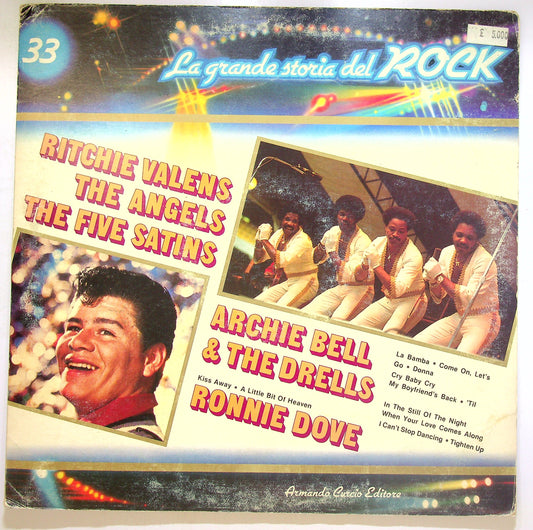 33
£ 5,000
La grande storia del ROCK
RITCHIE VALENS
THE ANGELS
THE FIVE SATINS
ARCHIE BELL
& THE DRELLS
Kiss Away • A Little Bit Of Heaven
RONNIE DOVE
La Bamba • Come On, Let's
Go • Donna
Cry Baby Cry
My Boyfriend's Back • 'Til
In The Still Of The Night
When Your Love Comes Along
I Can't Stop Dancing • Tighten Up
Armando Curcio Editore